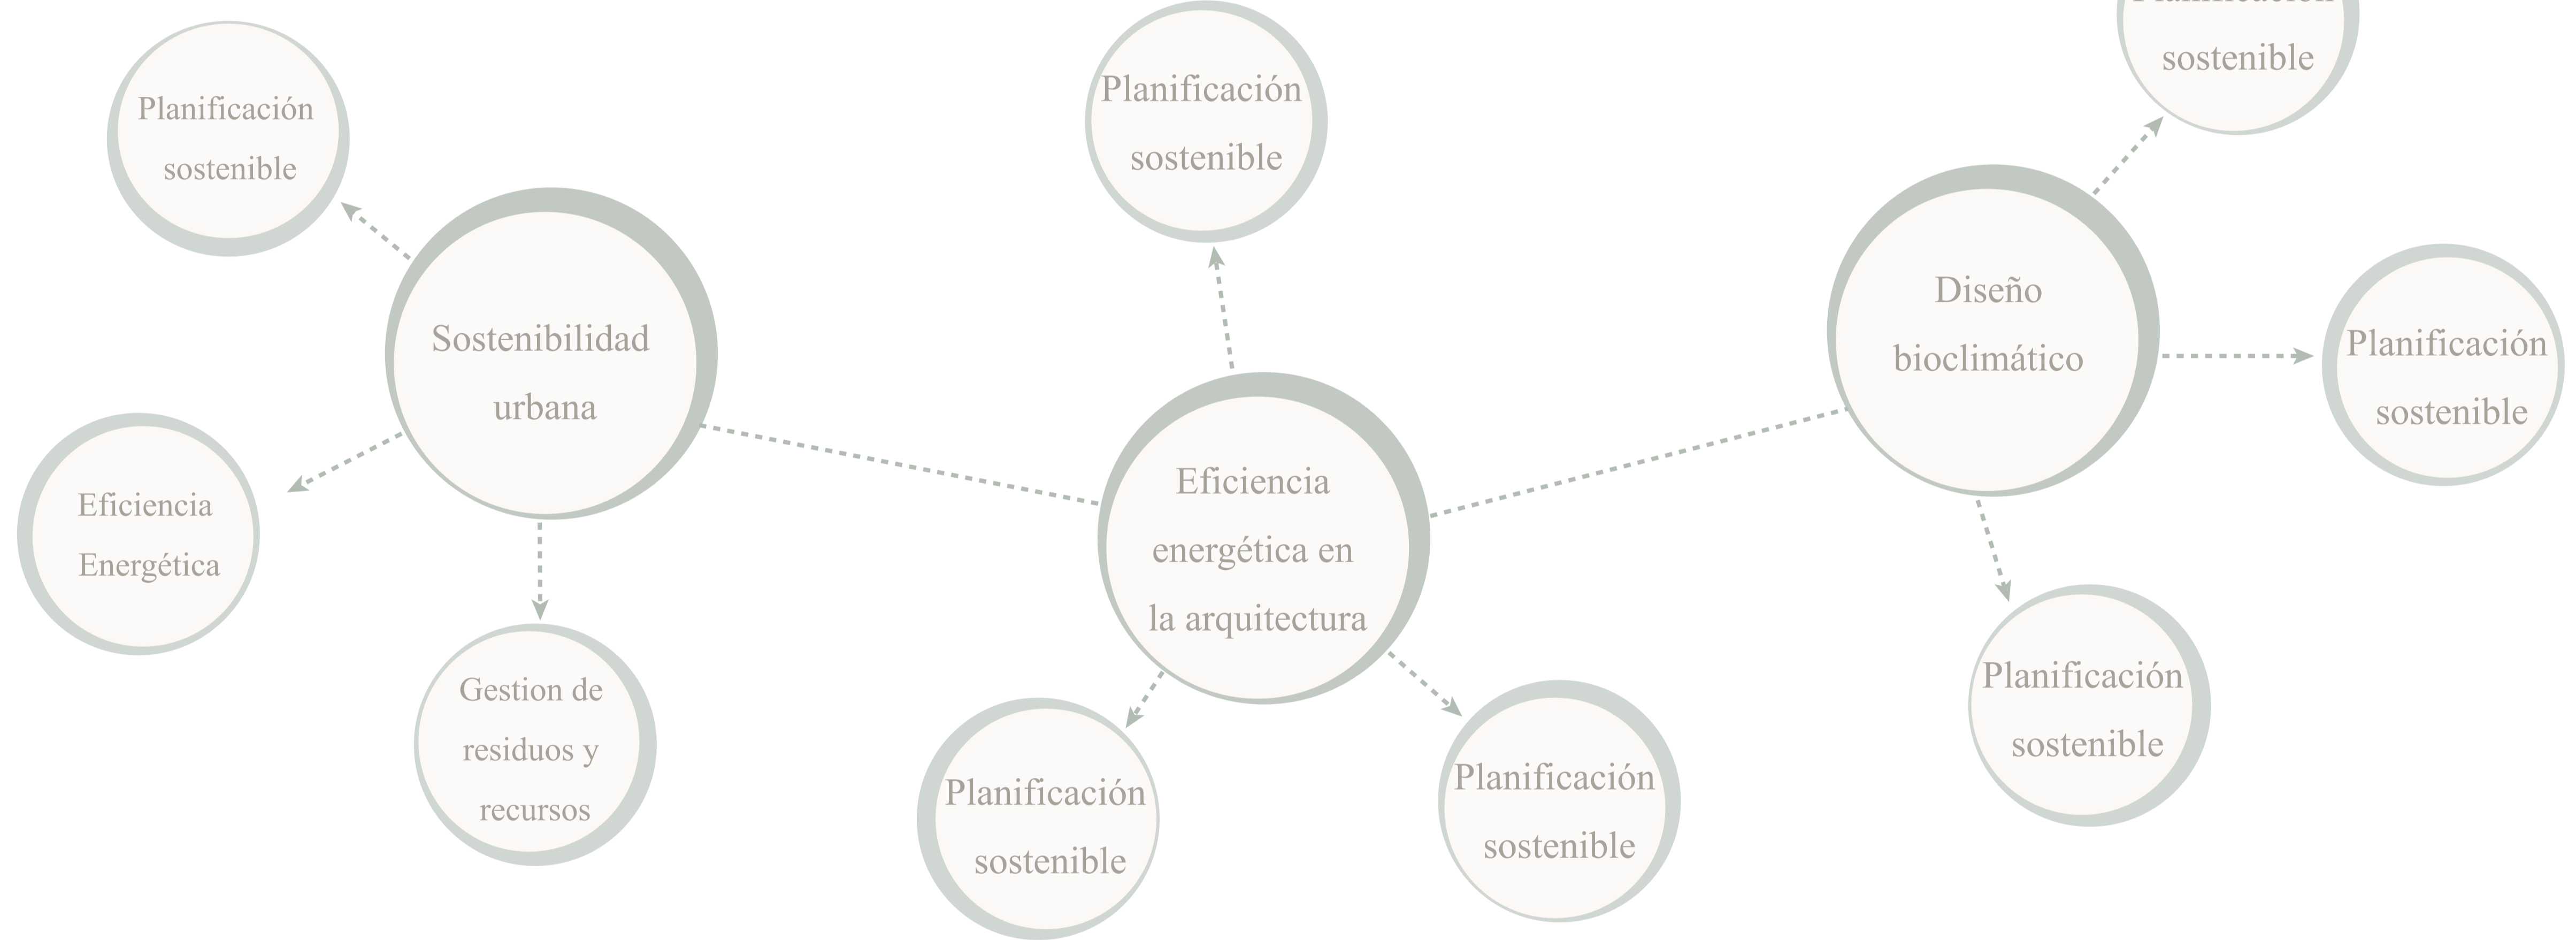 Planificación
sostenible
Sostenibilidad
urbana
Eficiencia
Energética
Gestion de
residuos y
recursos
Planificación
sostenible
Eficiencia
energética en
la arquitectura
Planificación
sostenible
Planificación
sostenible
Planificación
sostenible
Diseño
bioclimático
Planificación
sostenible
Planificación
sostenible